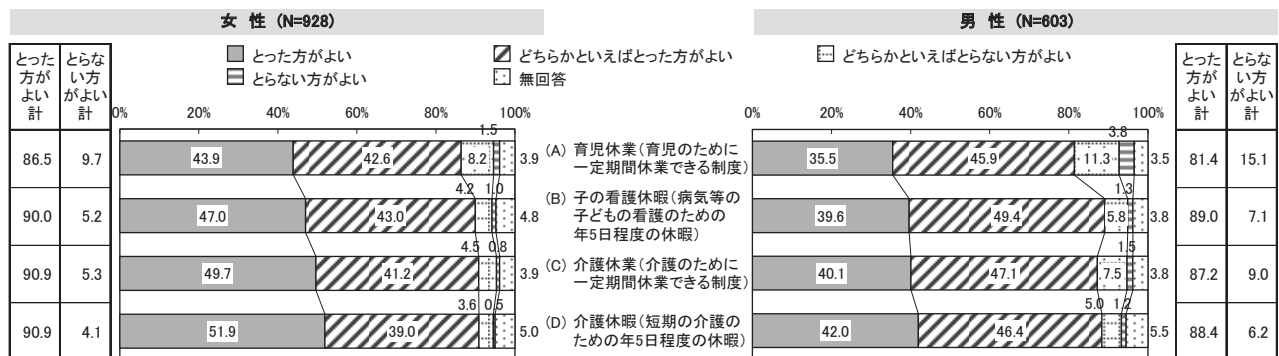 女 性 (N=928)
男 性 (N=603)
とった
方が
よい
計
とらな
い方
がよい
計
とった方がよい
どちらかといえばとった方がよい
どちらかといえばとらない方がよい
とらない方がよい
無回答
とった
方が
よい
計
とらな
い方
がよい
計
0% 20% 40% 60% 80% 100%
0% 20% 40% 60% 80% 100%
86.5 9.7 43.9 42.6 8.2 1.5 3.9
(A) 育児休業(育児のために
一定期間休業できる制度)
35.5 45.9 11.3 3.8 3.5 81.4 15.1
90.0 5.2 47.0 43.0 4.2 1.0 4.8
(B) 子の看護休暇(病気等の
子どもの看護のための
年5日程度の休暇)
39.6 49.4 5.8 1.3 3.8 89.0 7.1
90.9 5.3 49.7 41.2 4.5 0.8 3.9
(C) 介護休業(介護のために
一定期間休業できる制度)
40.1 47.1 7.5 1.5 3.8 87.2 9.0
90.9 4.1 51.9 39.0 3.6 0.5 5.0
(D) 介護休暇(短期の介護の
ための年5日程度の休暇)
42.0 46.4 5.0 1.2 5.5 88.4 6.2